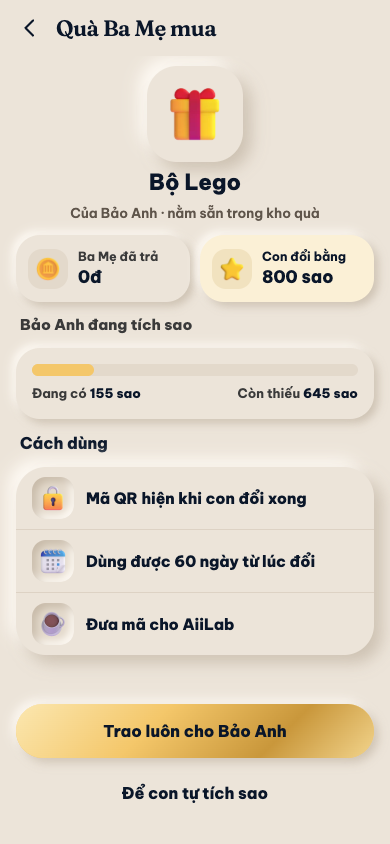 Quà Ba Mẹ mua
Bộ Lego
Của Bảo Anh · nằm sẵn trong kho quà
Ba Mẹ đã trả
0đ
Con đổi bằng
800 sao
Bảo Anh đang tích sao
Đang có 155 sao
Còn thiếu 645 sao
Cách dùng
Mã QR hiện khi con đổi xong
Dùng được 60 ngày từ lúc đổi
Đưa mã cho AiiLab
Trao luôn cho Bảo Anh
Để con tự tích sao